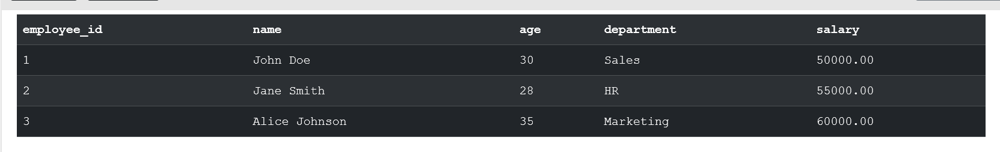 employee_id name age department salary
1 John Doe 30 Sales 50000.00
2 Jane Smith 28 HR 55000.00
3 Alice Johnson 35 Marketing 60000.00